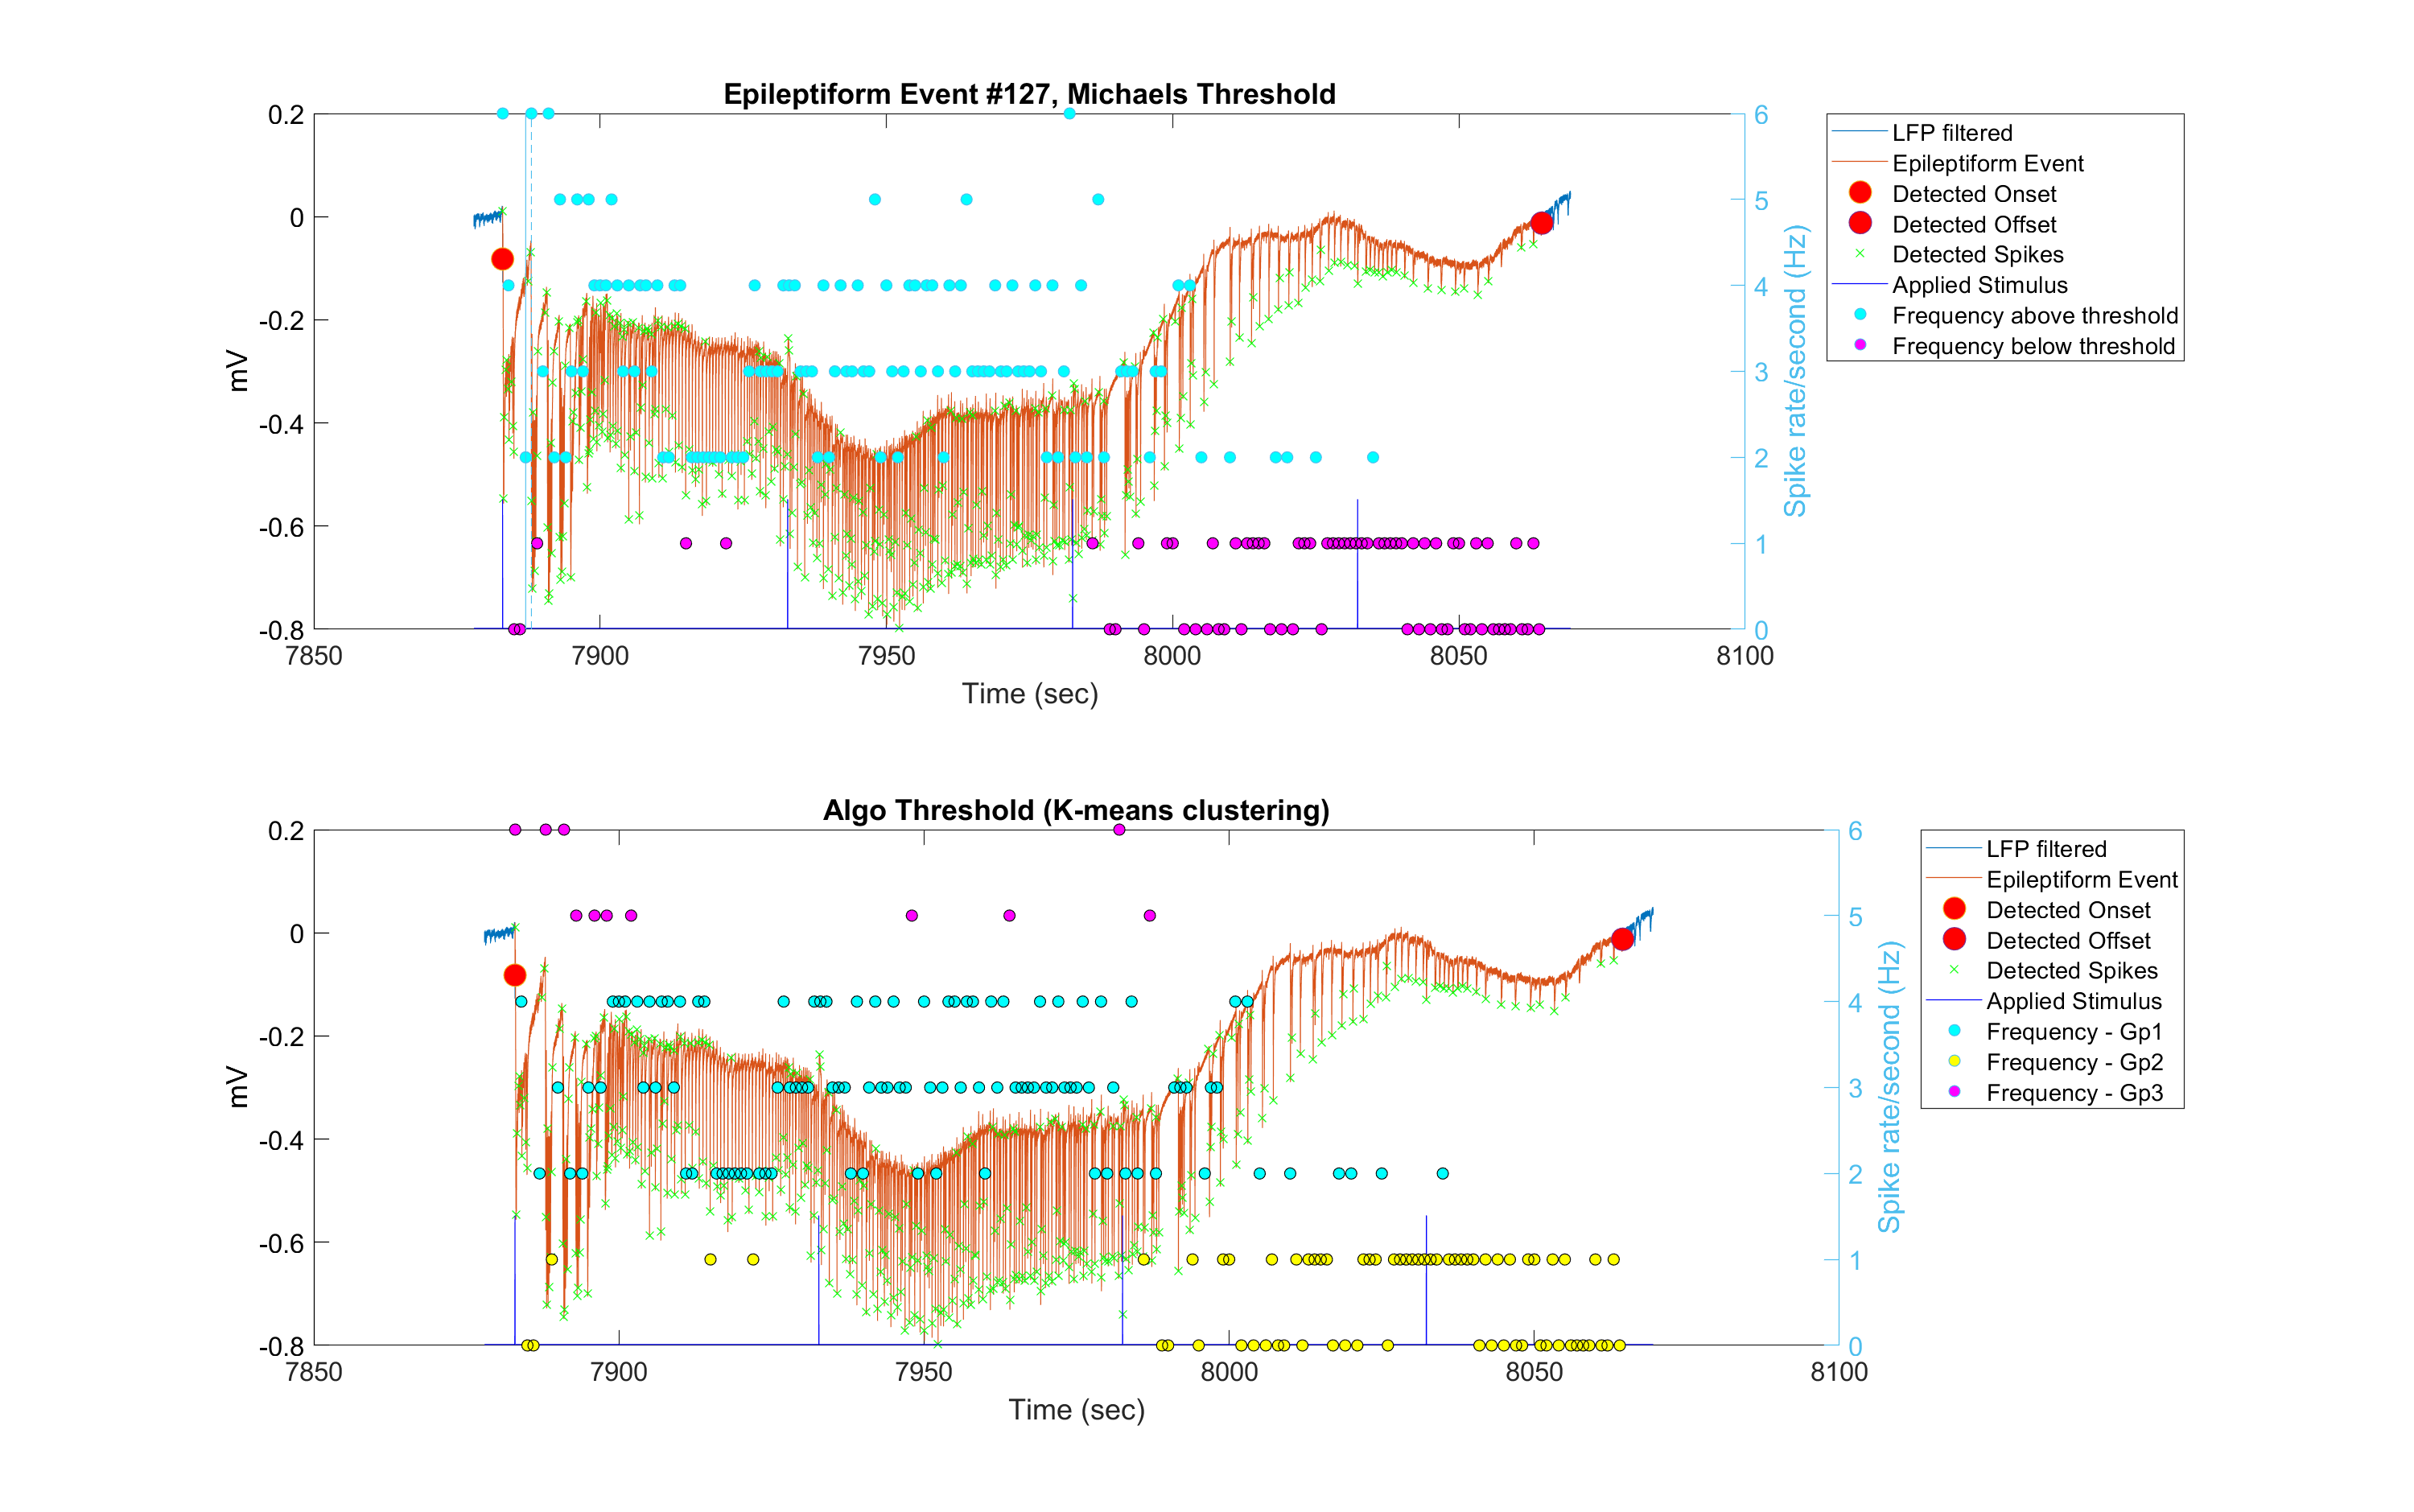 Epileptiform Event #127, Michaels Threshold
0.2
0
-0.2
-0.4
-0.6
-0.8
mV
7850
7900
7950
8000
8050
8100
Time (sec)
6
5
4
3
2
1
0
Spike rate/second (Hz)
LFP filtered
Epileptiform Event
Detected Onset
Detected Offset
Detected Spikes
Applied Stimulus
Frequency above threshold
Frequency below threshold
Algo Threshold (K-means clustering)
0.2
0
-0.2
-0.4
-0.6
-0.8
mV
7850
7900
7950
8000
8050
8100
Time (sec)
6
5
4
3
2
1
0
Spike rate/second (Hz)
LFP filtered
Epileptiform Event
Detected Onset
Detected Offset
Detected Spikes
Applied Stimulus
Frequency - Gp1
Frequency - Gp2
Frequency - Gp3